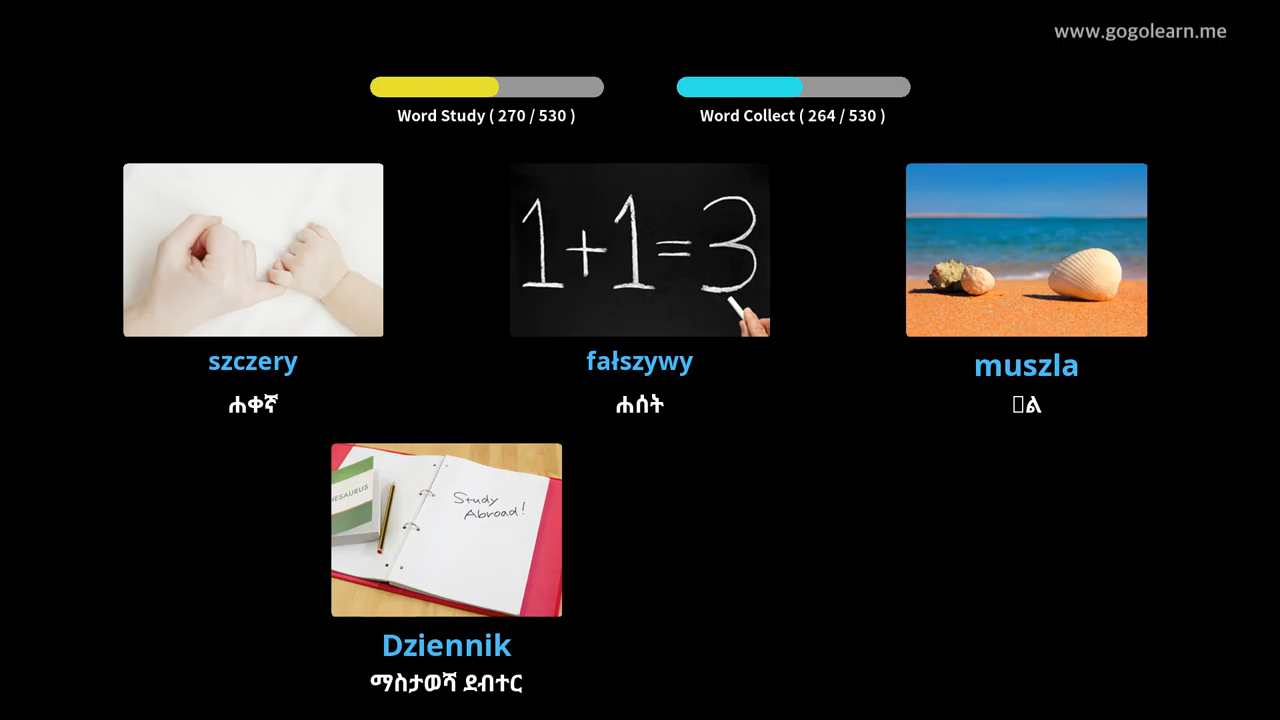 www.gogolearn.me
Word Study ( 270 / 530 )
Word Collect ( 264 / 530 )
1+1=3
szczery
fałszywy
muszla
ሐቀኛ
ሐሰት
ል
THESAURUS
Study
Abroad!
Dziennik
ማስታወሻ ደብተር